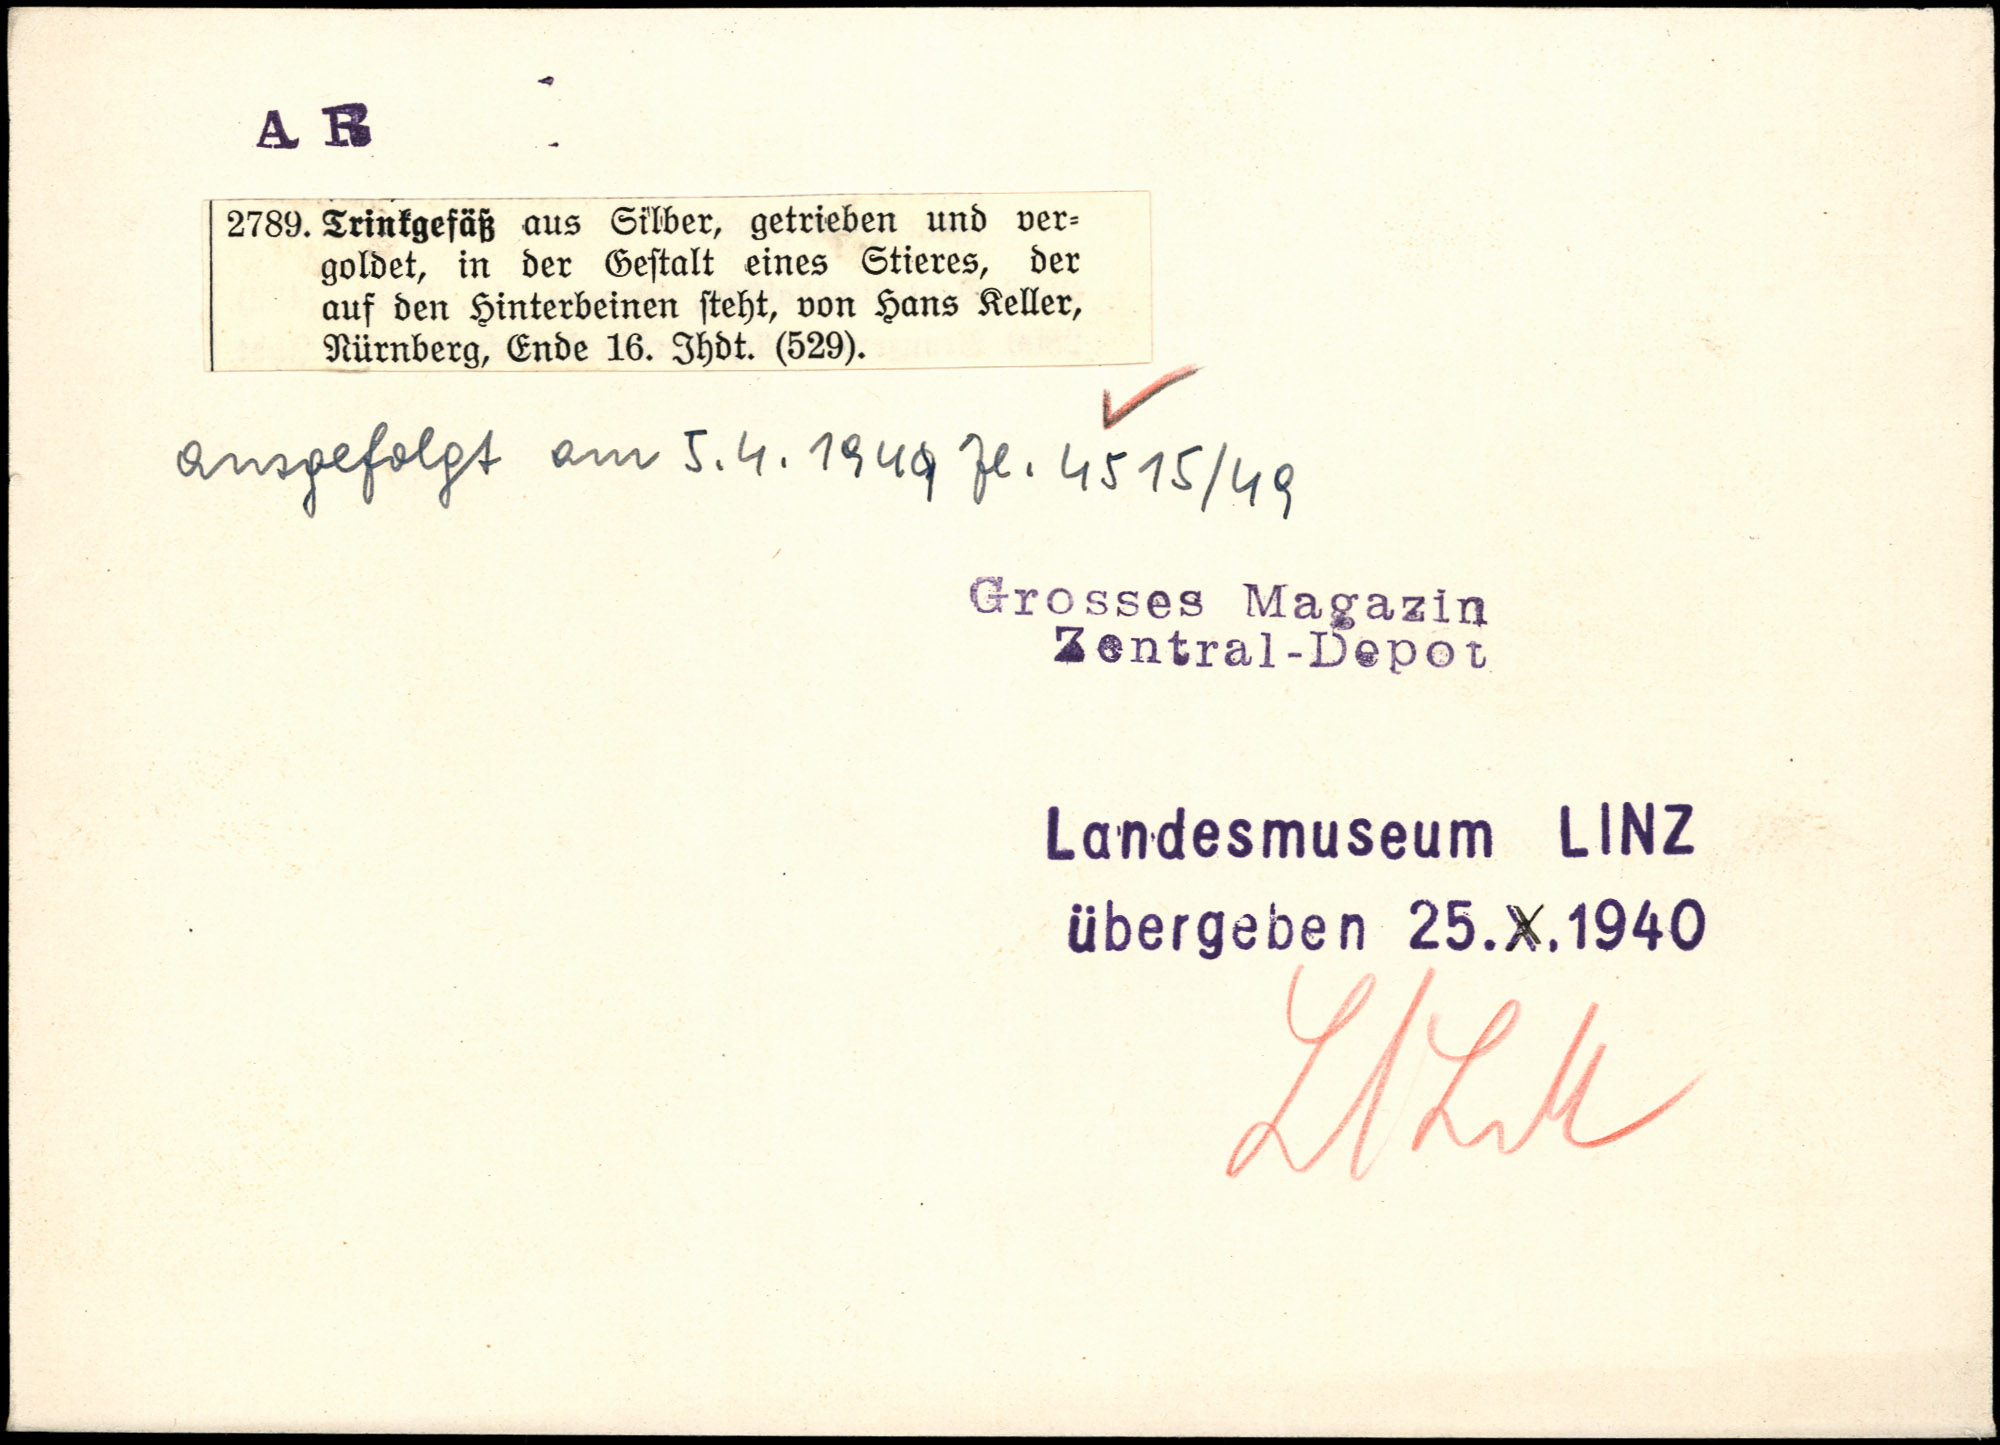 A R
2789. Trinkgefäß aus Silber, getrieben und ver=
goldet, in der Gestalt eines Stieres, der
auf den Hinterbeinen steht, von Hans Keller,
Nürnberg, Ende 16. Jhdt. (529).
ausgefolgt am 5.4.1949 Zl. 4515/49
Grosses Magazin
Zentral-Depot
Landesmuseum LINZ
übergeben 25.X.1940